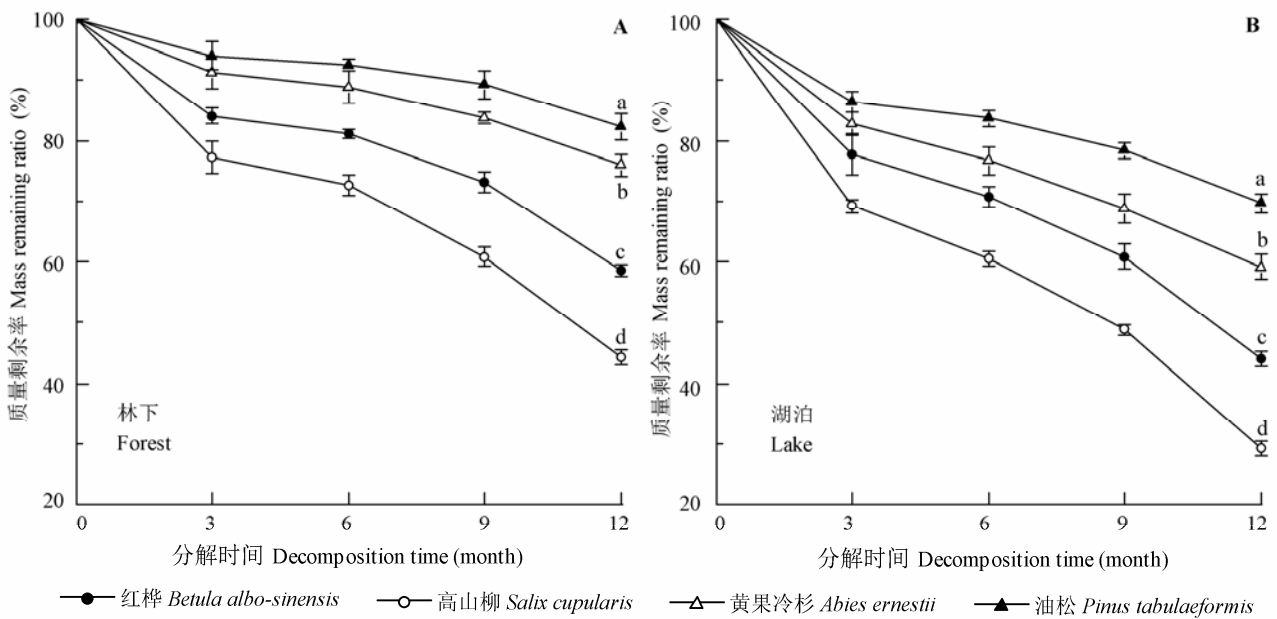 质量剩余率 Mass remaining ratio (%)
100
80
60
40
20
A
a
b
c
d
林下
Forest
0 3 6 9 12
分解时间 Decomposition time (month)
质量剩余率 Mass remaining ratio (%)
100
80
60
40
20
B
a
b
c
d
湖泊
Lake
0 3 6 9 12
分解时间 Decomposition time (month)
红桦 Betula albo-sinensis 高山柳 Salix cupularis 黄果冷杉 Abies ernestii 油松 Pinus tabulaeformis